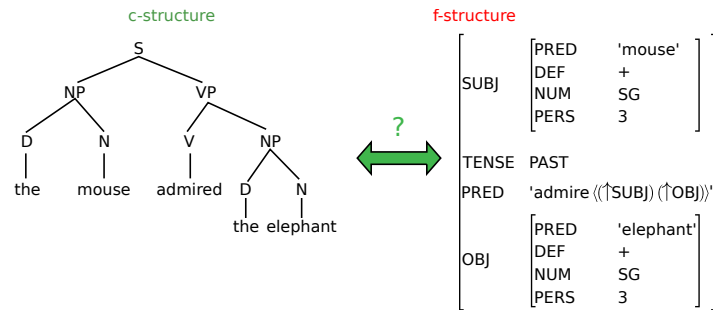 c-structure
f-structure
S
NP VP
D N V NP
the mouse admired D N
the elephant
?
SUBJ PRED 'mouse'
DEF +
NUM SG
PERS 3
TENSE PAST
PRED 'admire⟨⟨(↑SUBJ)(↑OBJ)⟩⟩'
OBJ PRED 'elephant'
DEF +
NUM SG
PERS 3